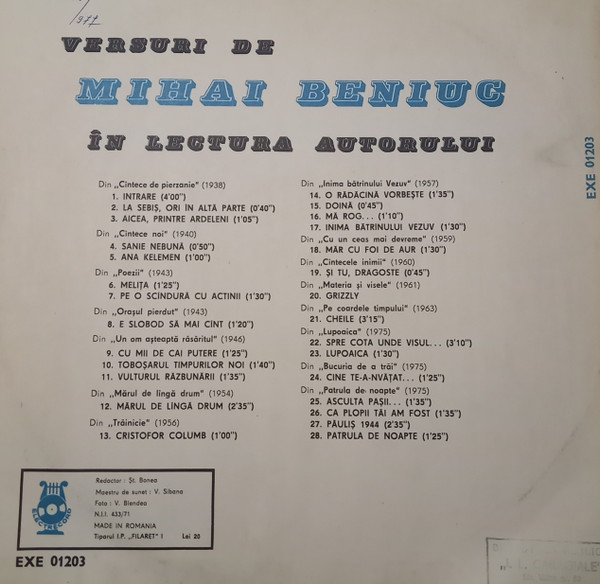 /977
VERSURI DE
MIHAI BENIUC
ÎN LECTURA AUTORULUI
Din „Cîntece de pierzanie" (1938)
1. INTRARE (4'00")
2. LA SEBIȘ, ORI ÎN ALTĂ PARTE (0'40")
3. AICEA, PRINTRE ARDELENI (1'05")
Din „Cîntece noi" (1940)
4. SANIE NEBUNĂ (0'50")
5. ANA KELEMEN (1'00")
Din „Poezii" (1943)
6. MELIȚA (1'25")
7. PE O SCÎNDURĂ CU ACTINII (1'30")
Din „Orașul pierdut" (1943)
8. E SLOBOD SĂ MAI CÎNT (1'20")
Din „Un om așteaptă răsăritul" (1946)
9. CU MII DE CAI PUTERE (1'25")
10. TOBOȘARUL TIMPURILOR NOI (1'40")
11. VULTURUL RĂZBUNĂRII (1'35")
Din „Mărul de lîngă drum" (1954)
12. MĂRUL DE LÎNGĂ DRUM (2'35")
Din „Trăinicie" (1956)
13. CRISTOFOR COLUMB (1'00")
Din „Inima bătrînului Vezuv" (1957)
14. O RĂDĂCINĂ VORBEȘTE (1'35")
15. DOINĂ (0'45")
16. MĂ ROG... (1'10")
17. INIMA BĂTRÎNULUI VEZUV (1'30")
Din „Cu un ceas mai devreme" (1959)
18. MĂR CU FOI DE AUR (1'30")
Din „Cîntecele inimii" (1960)
19. ȘI TU, DRAGOSTE (0'45")
Din „Materia și visele" (1961)
20. GRIZZLY
Din „Pe coardele timpului" (1963)
21. CHEILE (3'15")
Din „Lupoaica" (1975)
22. SPRE COTA UNDE VISUL... (3'10")
23. LUPOAICA (1'30")
Din „Bucuria de a trăi" (1975)
24. CINE TE-A-NVĂȚAT... (1'25")
Din „Patrula de noapte" (1975)
25. ASCULTA PAȘII... (1'35")
26. CA PLOPII TĂI AM FOST (1'35")
27. PĂULIȘ 1944 (2'35")
28. PATRULA DE NOAPTE (1'25")
EXE 01203
ELECTRECORD
Redactor : Șt. Bonea
Maestru de sunet : V. Sibana
Foto : V. Blendea
N.I.I. 433/71
MADE IN ROMANIA
Tiparul I.P. „FILARET" I Lei 20
EXE 01203